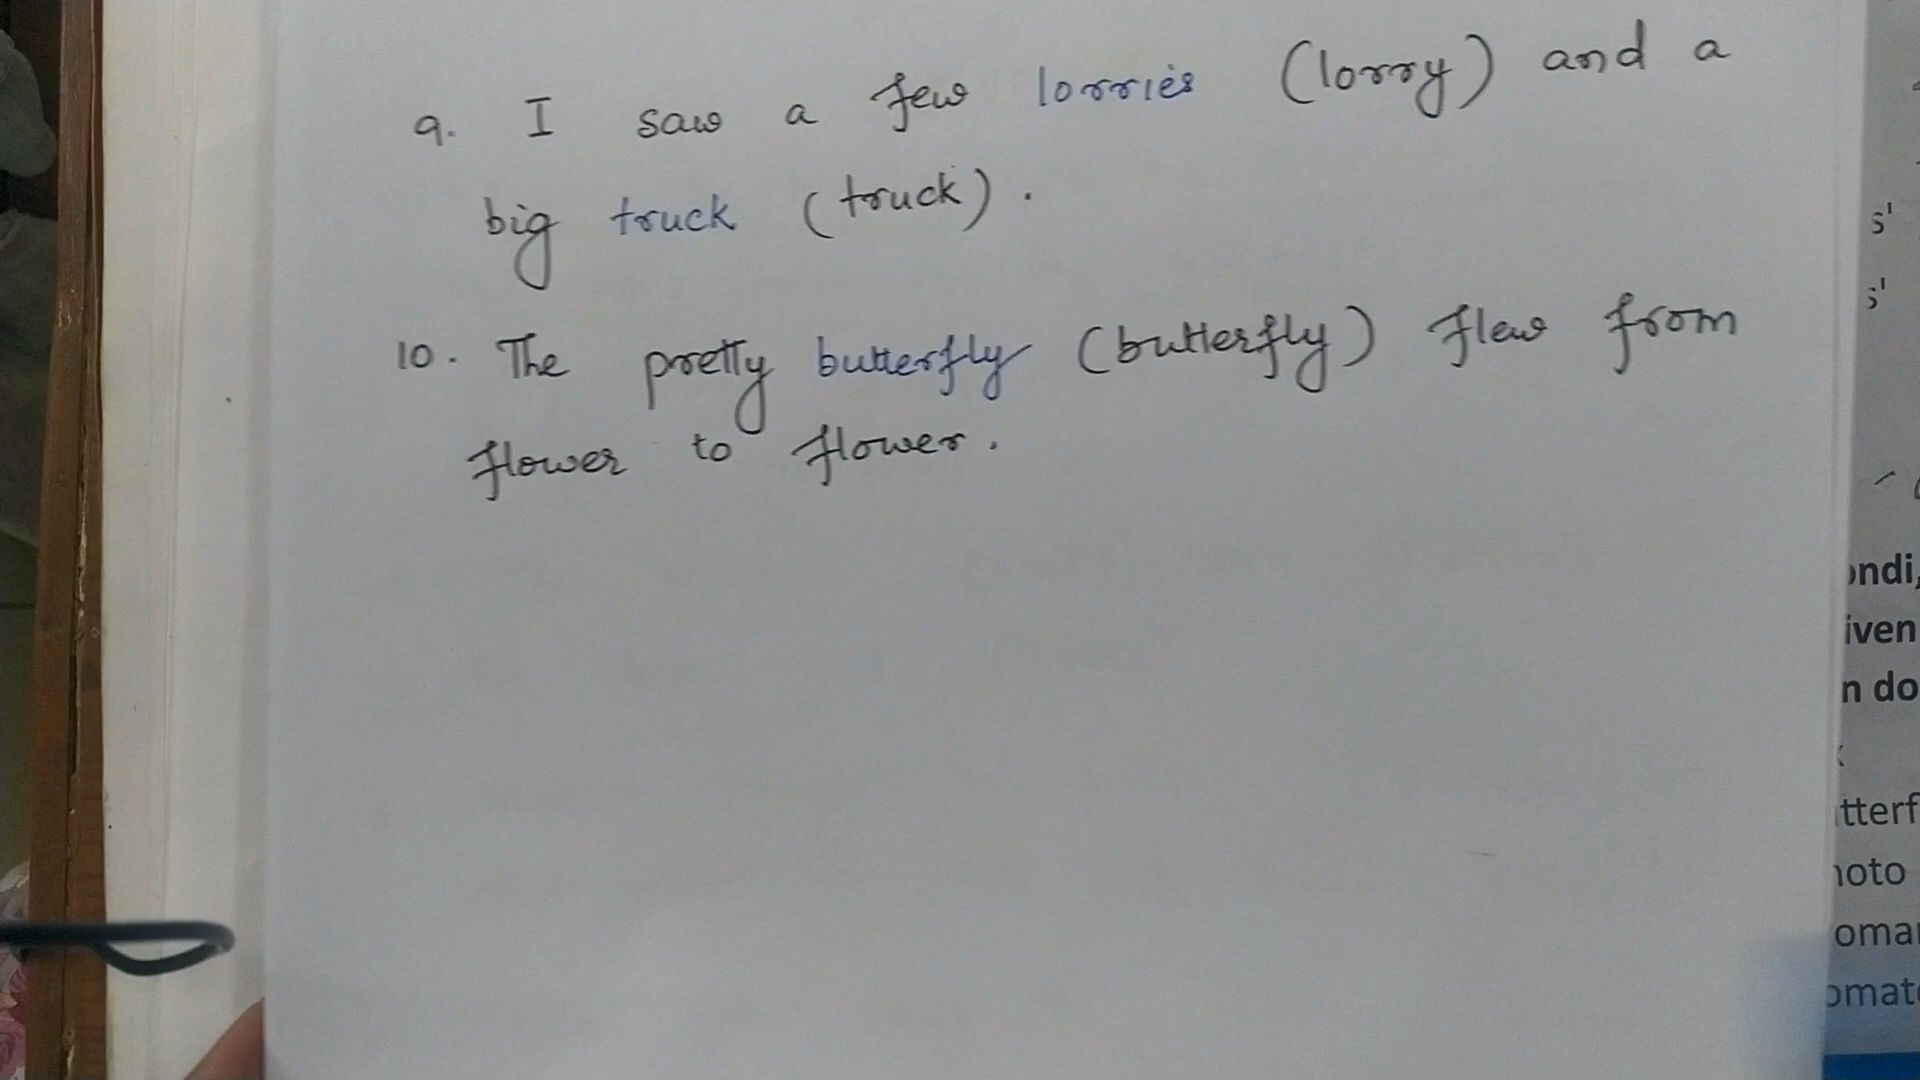 9. I saw a few lorries (lorry) and a
big truck (truck).
10. The pretty butterfly (butterfly) flew from
flower to flower.
s'
s'